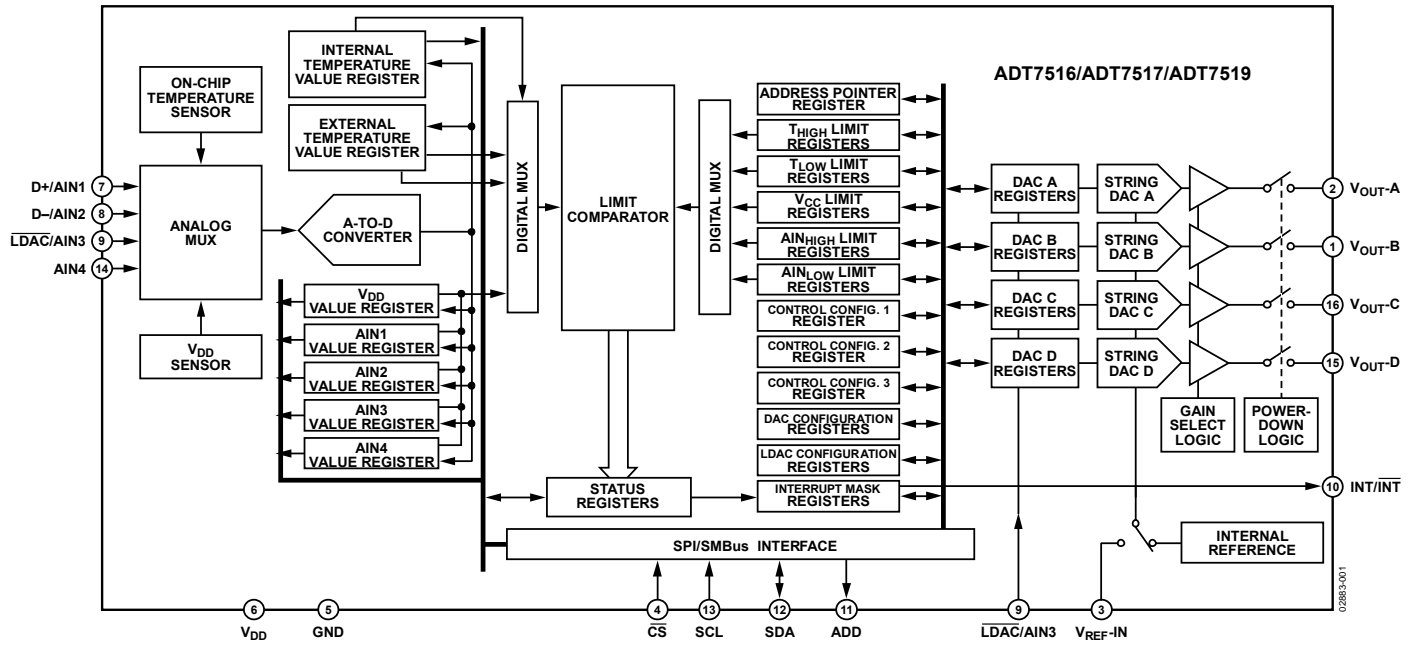 ADT7516/ADT7517/ADT7519
INTERNAL
TEMPERATURE
VALUE REGISTER
ON-CHIP
TEMPERATURE
SENSOR
EXTERNAL
TEMPERATURE
VALUE REGISTER
D+/AIN1
7
D–/AIN2
8
LDAC/AIN3
9
AIN4
14
ANALOG
MUX
A-TO-D
CONVERTER
VDD
SENSOR
VDD
VALUE REGISTER
AIN1
VALUE REGISTER
AIN2
VALUE REGISTER
AIN3
VALUE REGISTER
AIN4
VALUE REGISTER
DIGITAL MUX
LIMIT
COMPARATOR
DIGITAL MUX
ADDRESS POINTER
REGISTER
THIGH LIMIT
REGISTERS
TLOW LIMIT
REGISTERS
VCC LIMIT
REGISTERS
AINHIGH LIMIT
REGISTERS
AINLOW LIMIT
REGISTERS
CONTROL CONFIG. 1
REGISTER
CONTROL CONFIG. 2
REGISTER
CONTROL CONFIG. 3
REGISTER
DAC CONFIGURATION
REGISTERS
LDAC CONFIGURATION
REGISTERS
INTERRUPT MASK
REGISTERS
STATUS
REGISTERS
SPI/SMBus INTERFACE
DAC A
REGISTERS
STRING
DAC A
2
VOUT-A
DAC B
REGISTERS
STRING
DAC B
1
VOUT-B
DAC C
REGISTERS
STRING
DAC C
16
VOUT-C
DAC D
REGISTERS
STRING
DAC D
15
VOUT-D
GAIN
SELECT
LOGIC
POWER-
DOWN
LOGIC
10
INT/INT
INTERNAL
REFERENCE
02883-001
6
VDD
5
GND
4
CS
13
SCL
12
SDA
11
ADD
9
LDAC/AIN3
3
VREF-IN